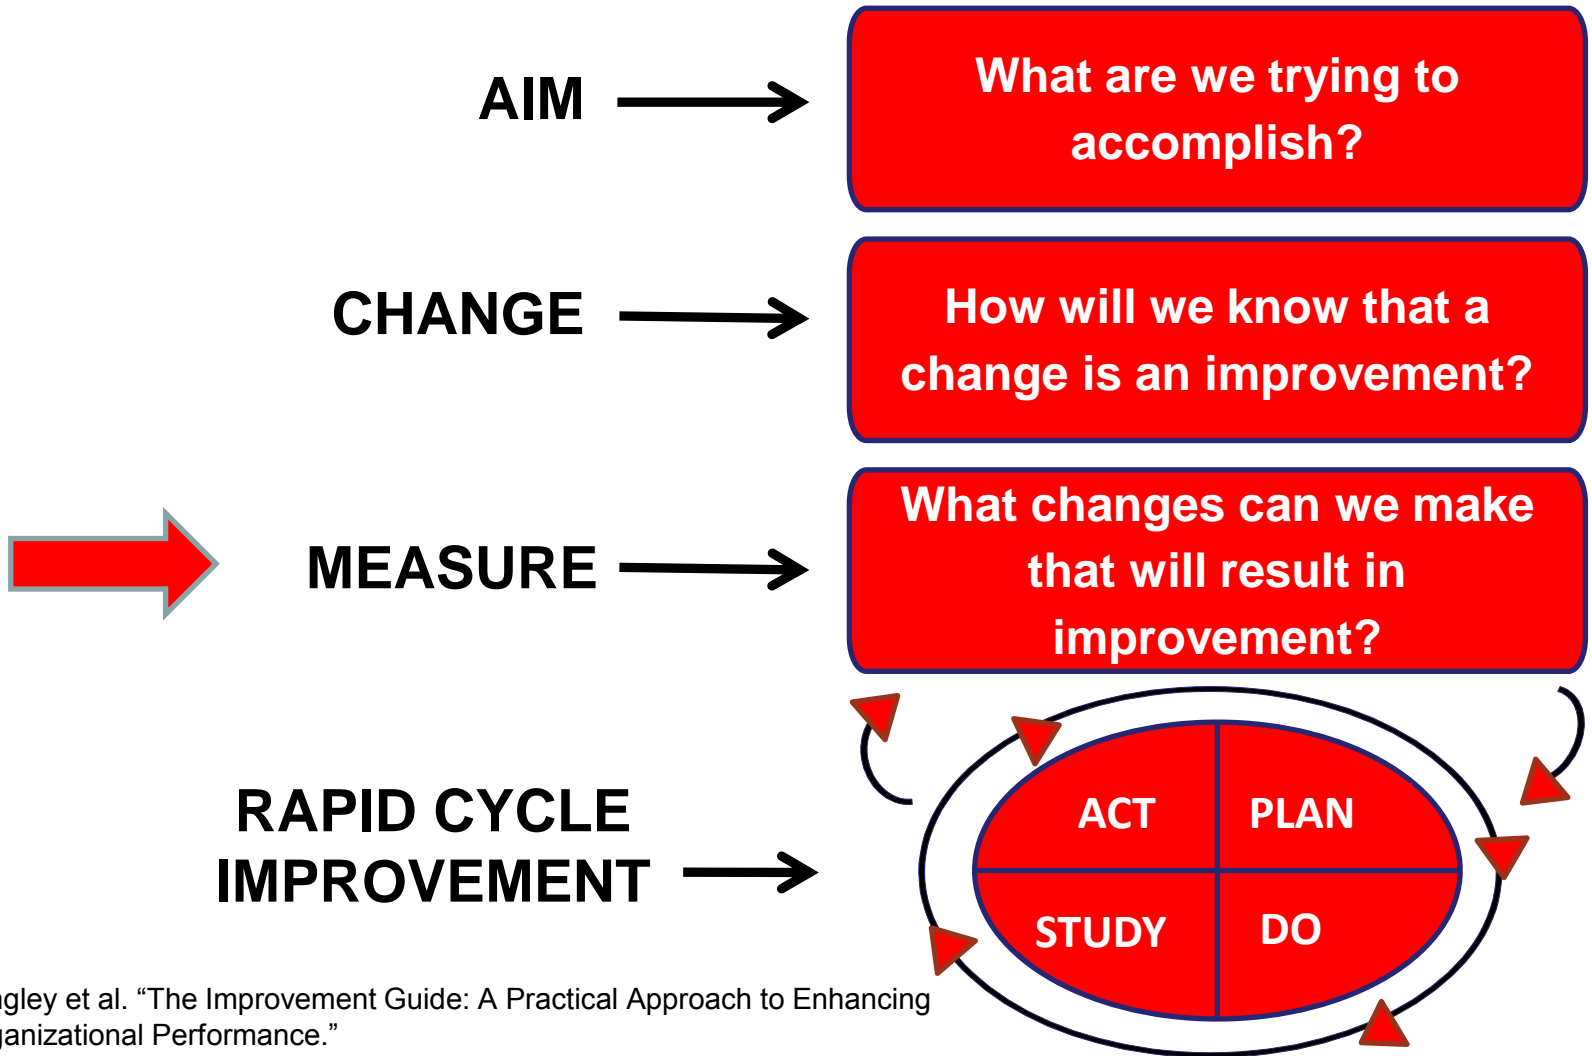 AIM
What are we trying to
accomplish?
CHANGE
How will we know that a
change is an improvement?
MEASURE
What changes can we make
that will result in
improvement?
RAPID CYCLE
IMPROVEMENT
ACT
PLAN
STUDY
DO
ngley et al. “The Improvement Guide: A Practical Approach to Enhancing
ganizational Performance.”